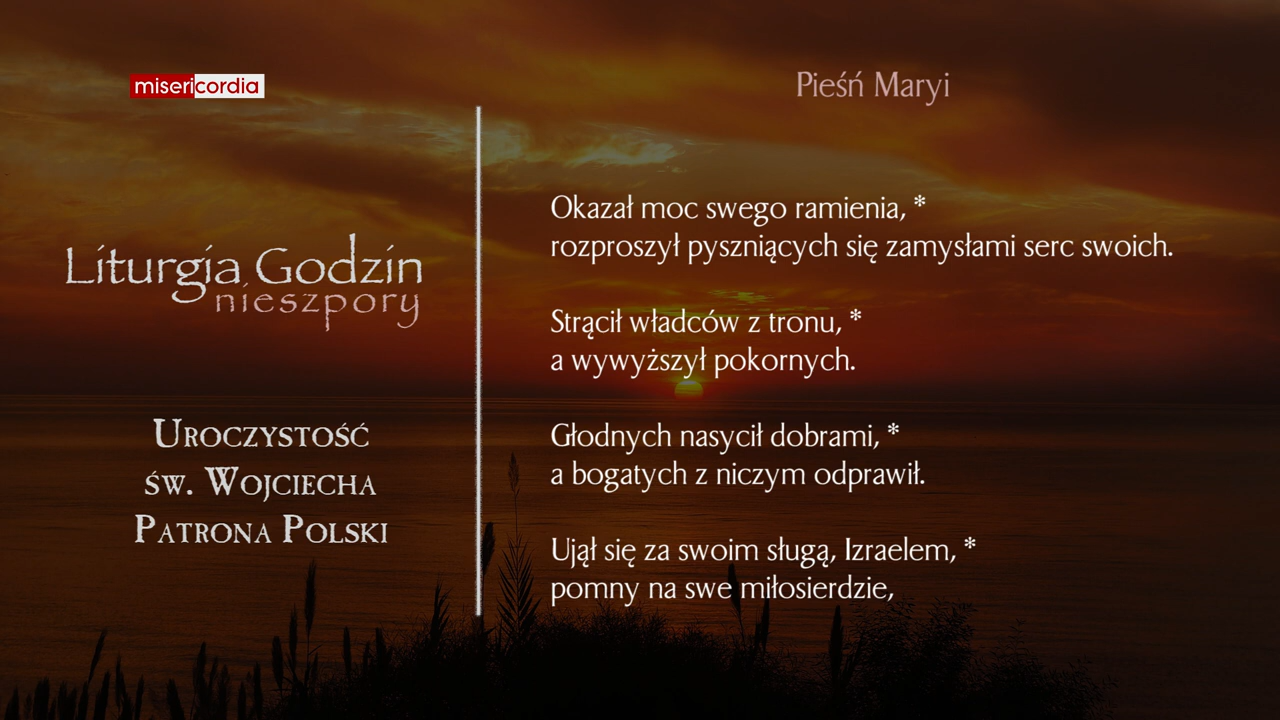 misericordia
Pieśń Maryi
Liturgia Godzin
nieszpory
Uroczystość
św. Wojciecha
Patrona Polski
Okazał moc swego ramienia, *
rozproszył pyszniących się zamysłami serc swoich.
Strącił władców z tronu, *
a wywyższył pokornych.
Głodnych nasycił dobrami, *
a bogatych z niczym odprawił.
Ujął się za swoim sługą, Izraelem, *
pomny na swe miłosierdzie,